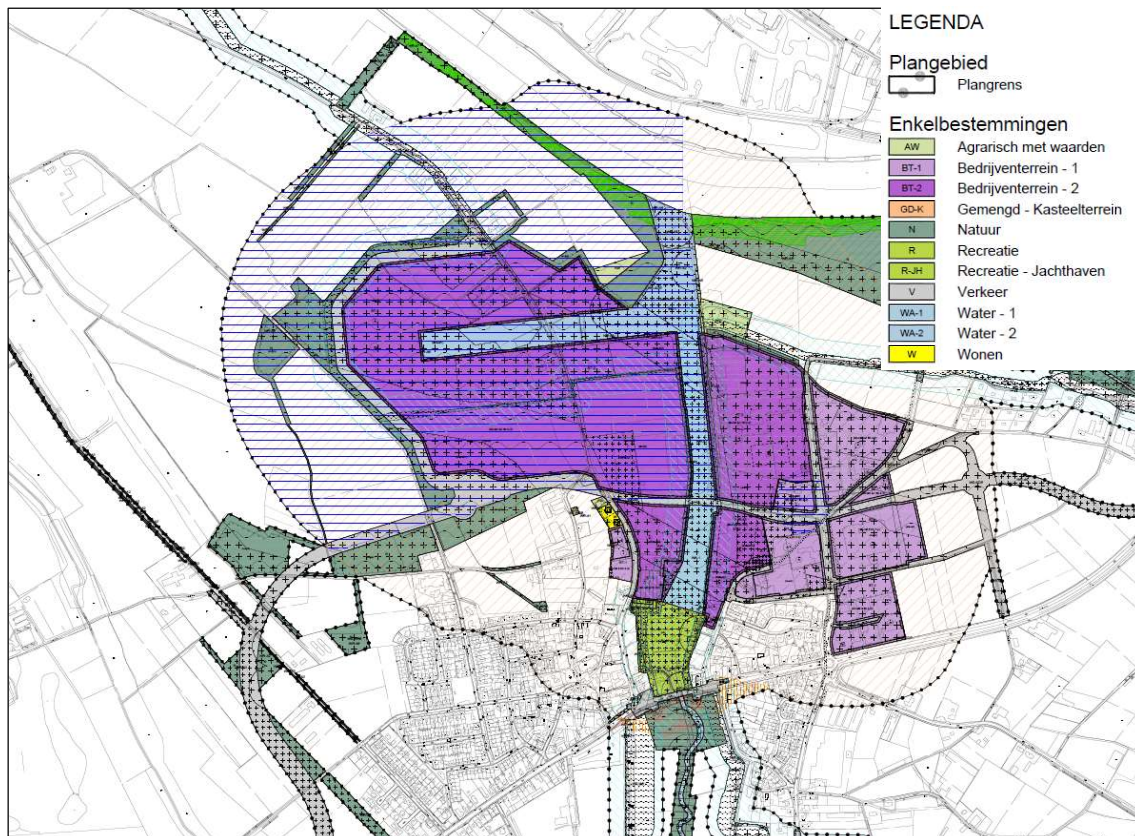 LEGENDA
Plangebied
Plangrens
Enkelbestemmingen
AW Agrarisch met waarden
BT-1 Bedrijventerrein - 1
BT-2 Bedrijventerrein - 2
GD-K Gemengd - Kasteelterrein
N Natuur
R Recreatie
R-JH Recreatie - Jachthaven
V Verkeer
WA-1 Water - 1
WA-2 Water - 2
W Wonen